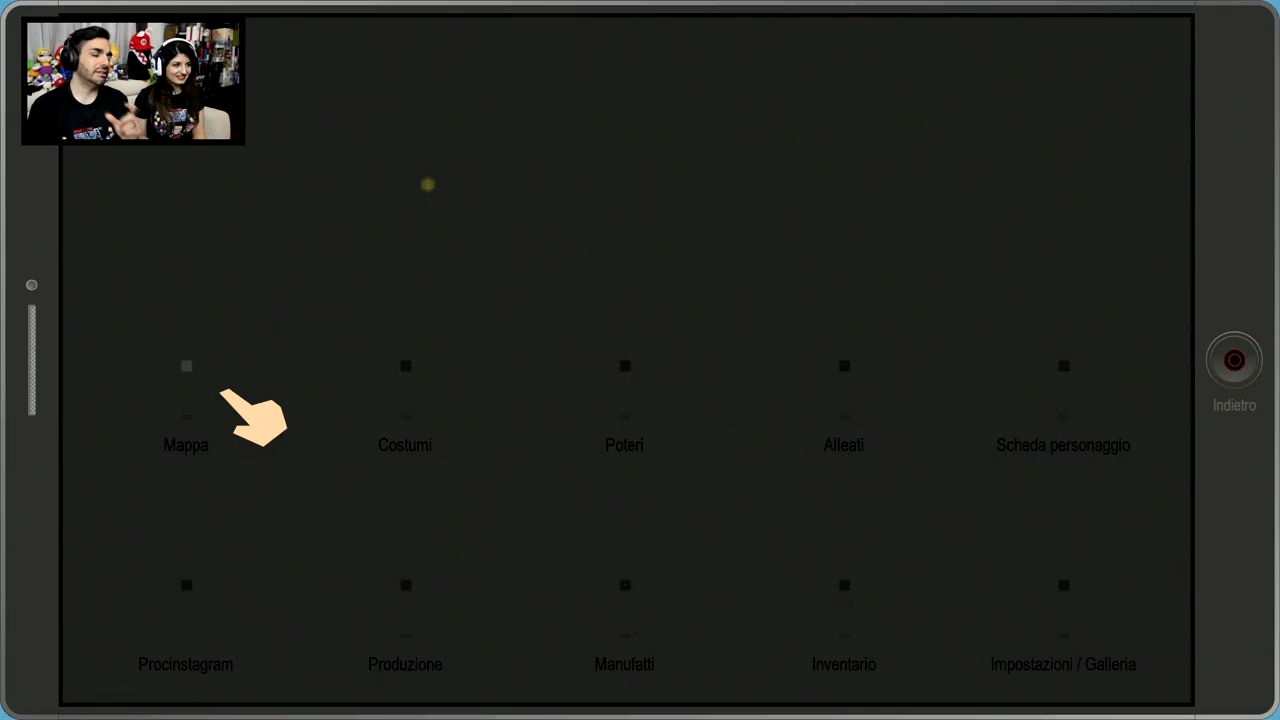 Indietro
Mappa
Costumi
Poteri
Alleati
Scheda personaggio
Procinstagram
Produzione
Manufatti
Inventario
Impostazioni / Galleria